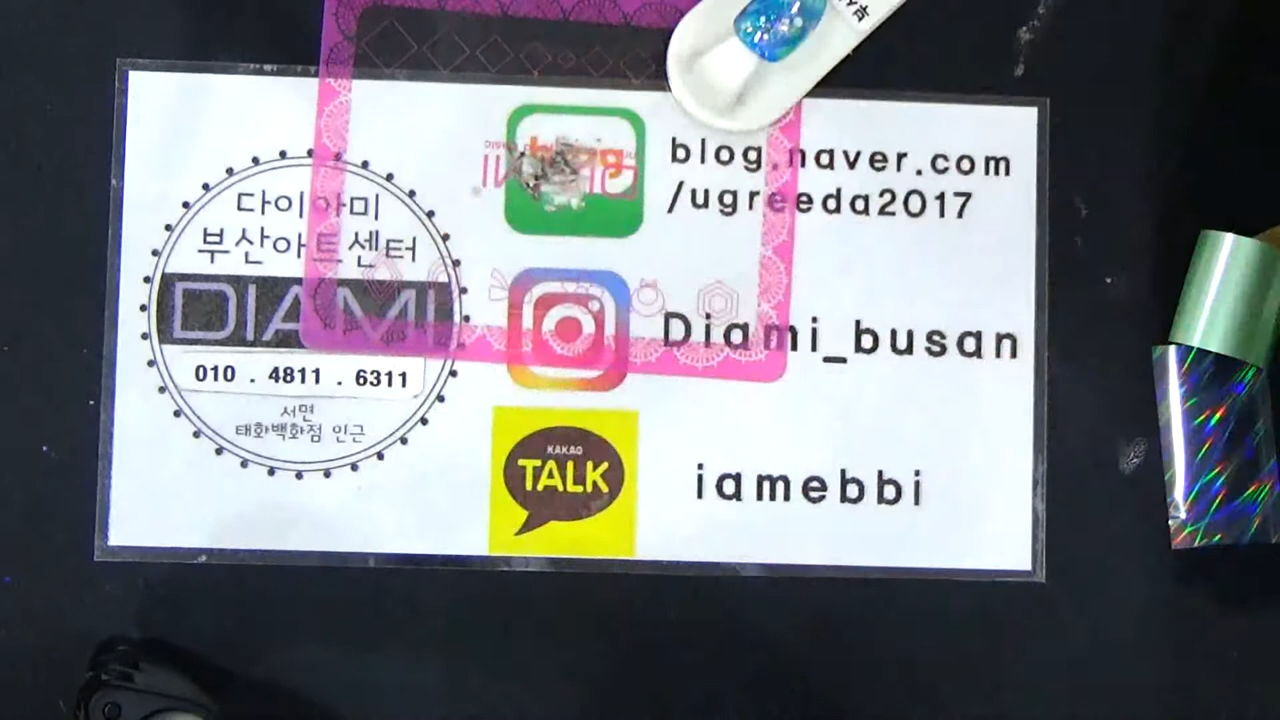 다이아미
부산아트센터
DIAMI
010 . 4811 . 6311
서면
태화백화점 인근
blog
blog.naver.com
/ugreeda2017
Diami_busan
KAKAO
TALK
iamebbi